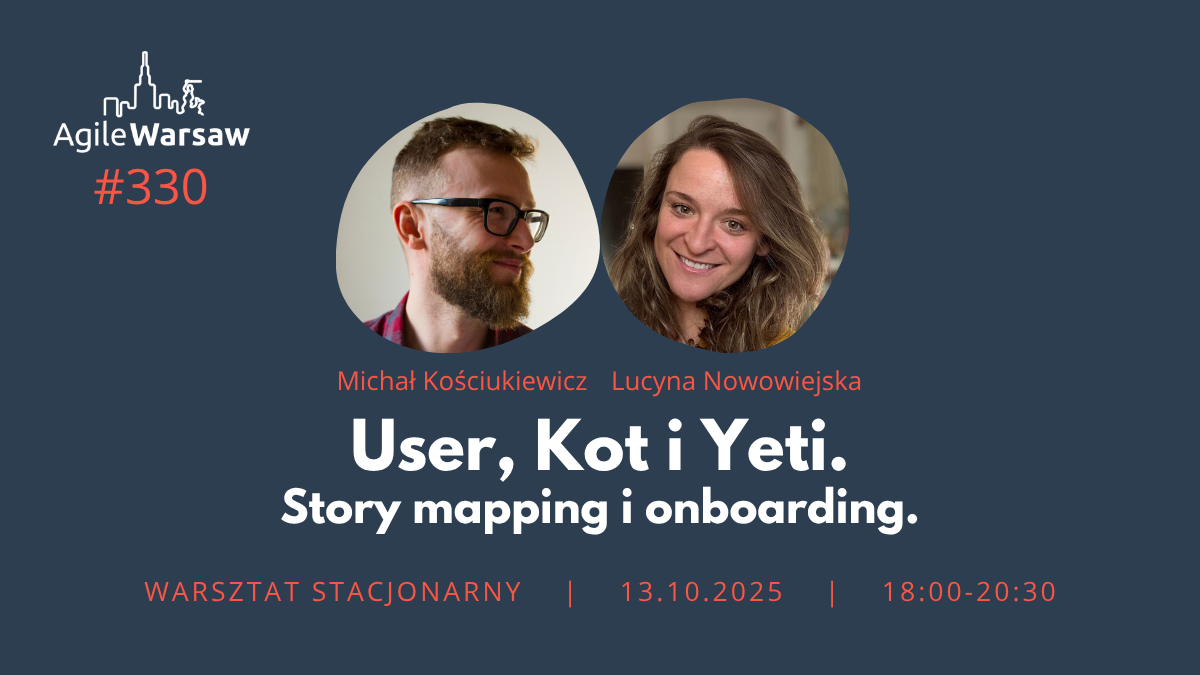 AgileWarsaw
#330
Michał Kościukiewicz Lucyna Nowowiejska
User, Kot i Yeti.
Story mapping i onboarding.
WARSZTAT STACJONARNY | 13.10.2025 | 18:00-20:30